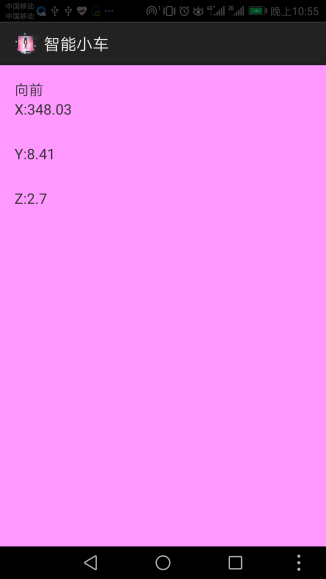 中国移动
中国移动
晚上10:55
智能小车
向前
X:348.03
Y:8.41
Z:2.7